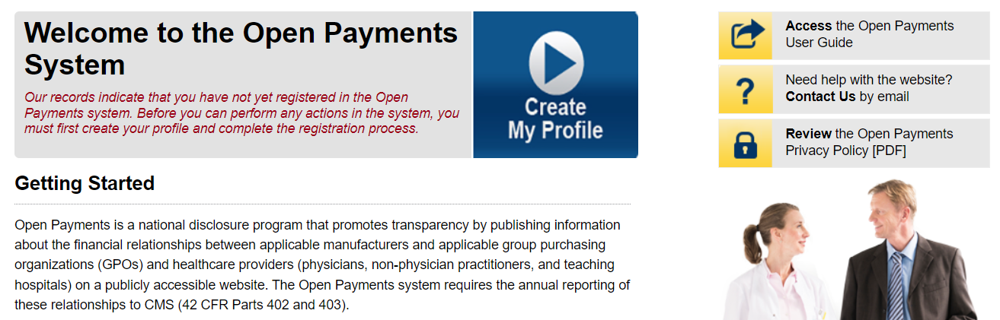 Welcome to the Open Payments
System
Our records indicate that you have not yet registered in the Open
Payments system. Before you can perform any actions in the system, you
must first create your profile and complete the registration process.
Create
My Profile
Access the Open Payments
User Guide
?
Need help with the website?
Contact Us by email
Review the Open Payments
Privacy Policy [PDF]
Getting Started
Open Payments is a national disclosure program that promotes transparency by publishing information
about the financial relationships between applicable manufacturers and applicable group purchasing
organizations (GPOs) and healthcare providers (physicians, non-physician practitioners, and teaching
hospitals) on a publicly accessible website. The Open Payments system requires the annual reporting of
these relationships to CMS (42 CFR Parts 402 and 403).